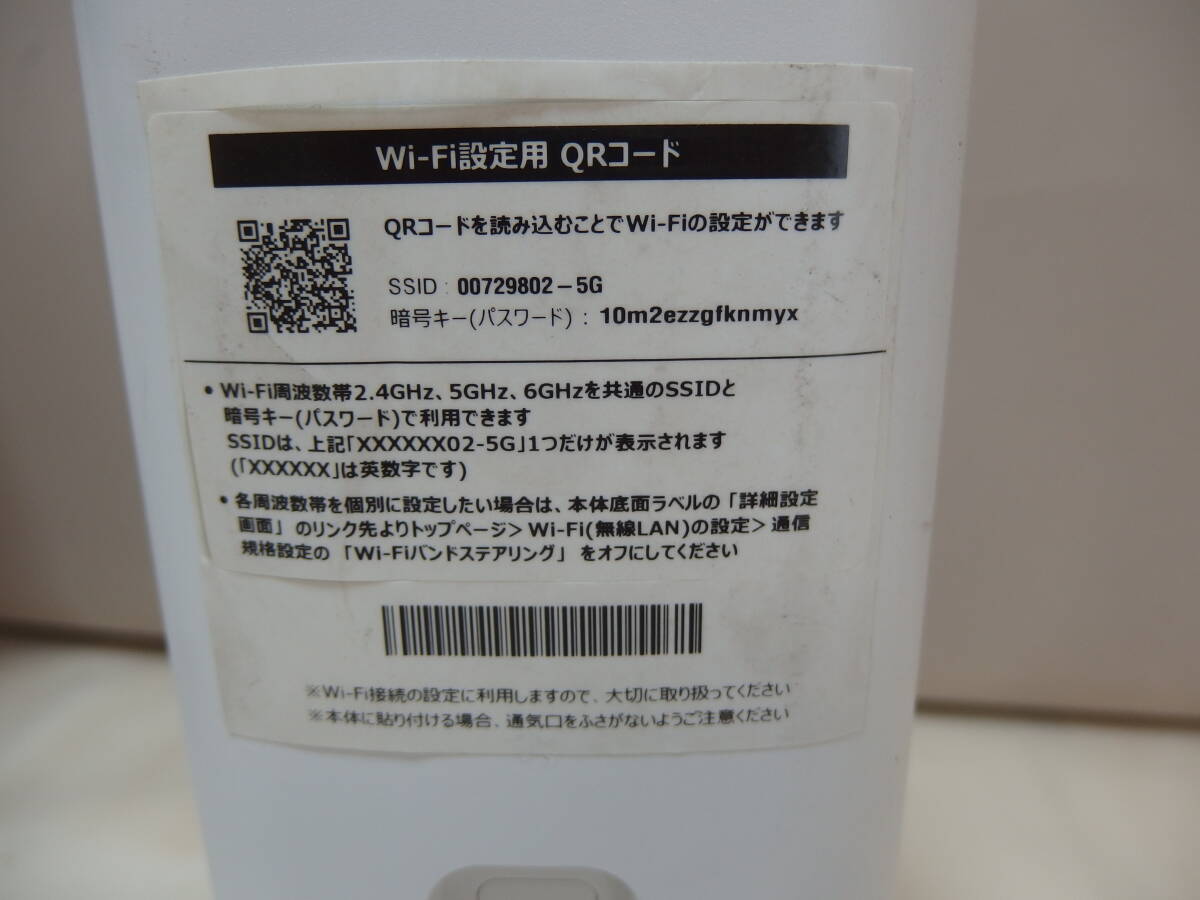 Wi-Fi設定用 QRコード
QRコードを読み込むことでWi-Fiの設定ができます
SSID : 00729802-5G
暗号キー(パスワード) : 10m2ezzgfknmyx
• Wi-Fi周波数帯2.4GHz、5GHz、6GHzを共通のSSIDと
暗号キー(パスワード)で利用できます
SSIDは、上記「XXXXXX02-5G」1つだけが表示されます
(「XXXXXX」は英数字です)
• 各周波数帯を個別に設定したい場合は、本体底面ラベルの「詳細設定
画面」のリンク先よりトップページ> Wi-Fi(無線LAN)の設定> 通信
規格設定の「Wi-Fiバンドステアリング」をオフにしてください
※Wi-Fi接続の設定に利用しますので、大切に取り扱ってください
※本体に貼り付ける場合、通気口をふさがないようご注意ください